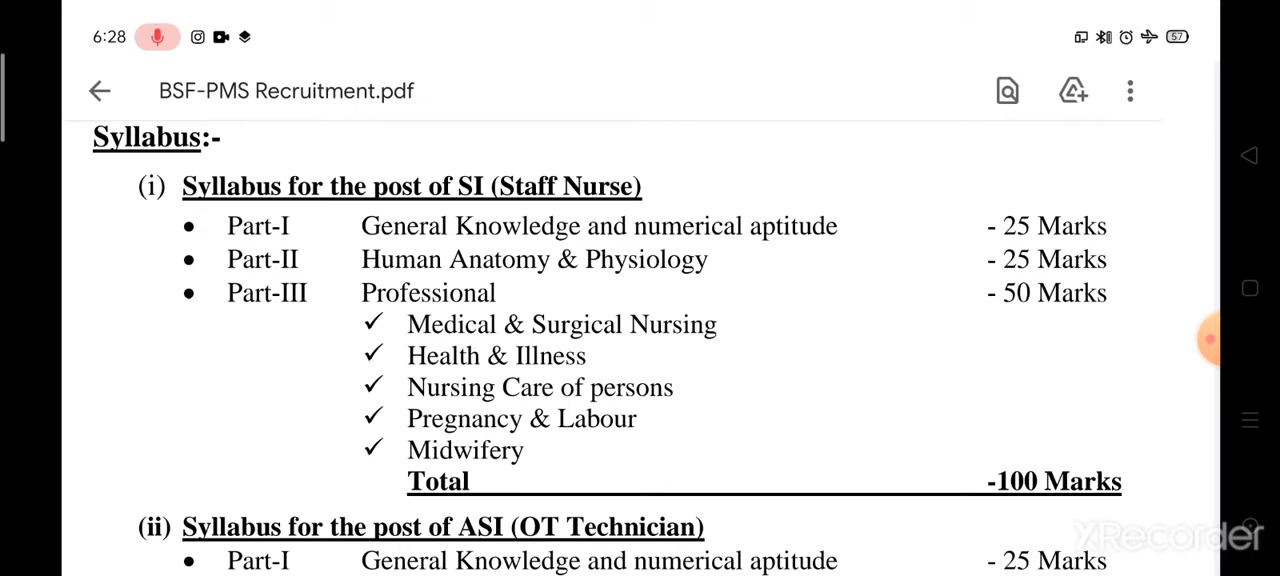 6:28 57
BSF-PMS Recruitment.pdf
Syllabus:-
(i) Syllabus for the post of SI (Staff Nurse)
• Part-I General Knowledge and numerical aptitude - 25 Marks
• Part-II Human Anatomy & Physiology - 25 Marks
• Part-III Professional - 50 Marks
✓ Medical & Surgical Nursing
✓ Health & Illness
✓ Nursing Care of persons
✓ Pregnancy & Labour
✓ Midwifery
Total -100 Marks
(ii) Syllabus for the post of ASI (OT Technician)
XRecorder
• Part-I General Knowledge and numerical aptitude - 25 Marks